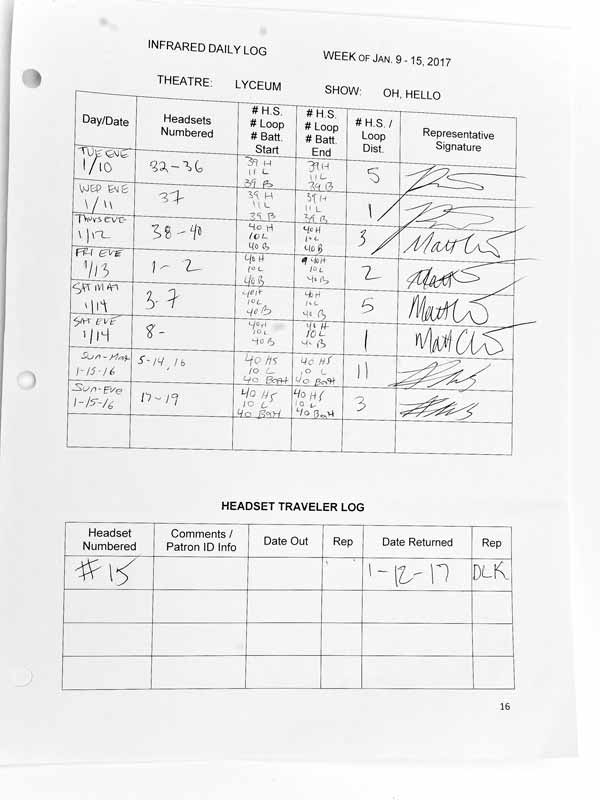 INFRARED DAILY LOG
WEEK OF JAN. 9 - 15, 2017
THEATRE: LYCEUM SHOW: OH, HELLO
Day/Date Headsets Numbered # H.S. # Loop # Batt. Start # H.S. # Loop # Batt. End # H.S. / Loop Dist. Representative Signature
TUE EVE 1/10 32-36 39 H 11 L 39 B 39 H 11 L 39 B 5
WED EVE 1/11 37 39 H 11 L 39 B 39 H 11 L 39 B 1
THURS EVE 1/12 38-40 40 H 10 L 40 B 40 H 10 L 40 B 3 Matt
FRI EVE 1/13 1-2 40 H 10 L 40 B 40 H 10 L 40 B 2 Matt
SAT MAT 1/14 3-7 40 H 10 L 40 B 40 H 10 L 40 B 5 Matt
SAT EVE 1/14 8- 40 H 10 L 40 B 40 H 10 L 40 B 1 Matt
SUN-MAT 1-15-16 5-14, 16 40 HS 10 L 40 Batt 40 HS 10 L 40 Batt 11
SUN-EVE 1-15-16 17-19 40 HS 10 L 40 Batt 40 HS 10 L 40 Batt 3
HEADSET TRAVELER LOG
Headset Numbered Comments / Patron ID Info Date Out Rep Date Returned Rep
#15 1-12-17 DLK
16